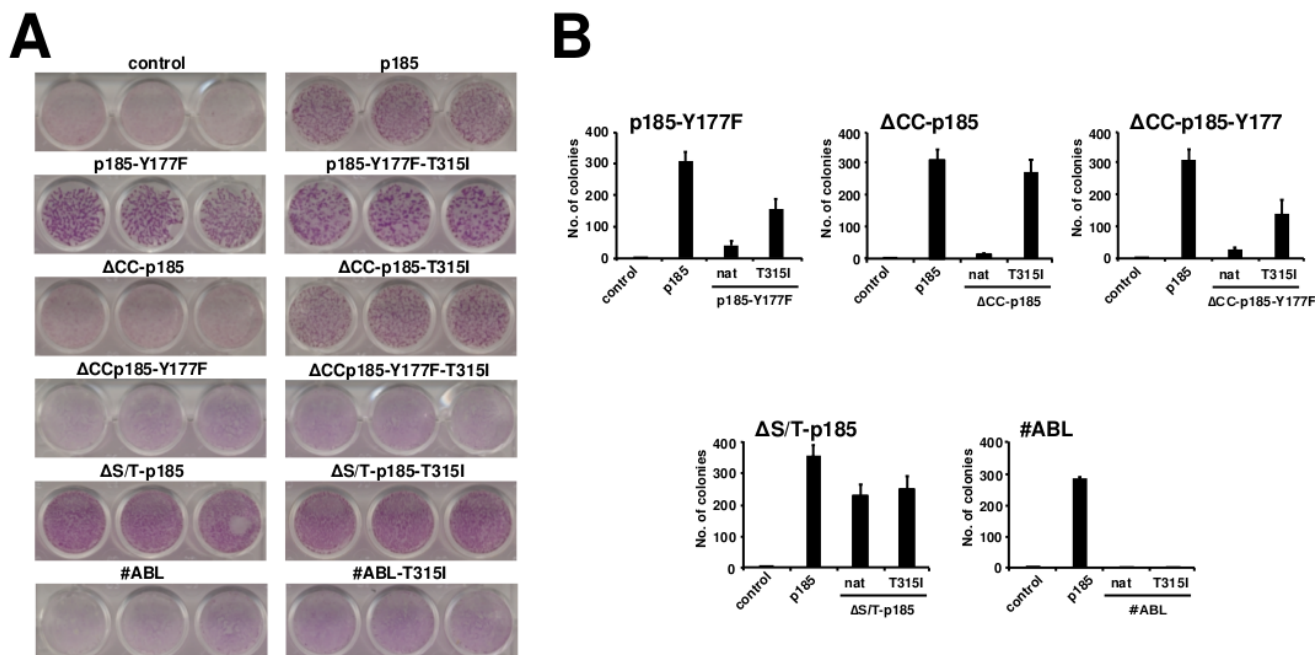 A
control p185
p185-Y177F p185-Y177F-T315I
ΔCC-p185 ΔCC-p185-T315I
ΔCCp185-Y177F ΔCCp185-Y177F-T315I
ΔS/T-p185 ΔS/T-p185-T315I
#ABL #ABL-T315I
B
p185-Y177F
No. of colonies
400
300
200
100
0
control p185 nat T315I
p185-Y177F
ΔCC-p185
No. of colonies
400
300
200
100
0
control p185 nat T315I
ΔCC-p185
ΔCC-p185-Y177
No. of colonies
400
300
200
100
0
control p185 nat T315I
ΔCC-p185-Y177F
ΔS/T-p185
No. of colonies
400
300
200
100
0
control p185 nat T315I
ΔS/T-p185
#ABL
No. of colonies
400
300
200
100
0
control p185 nat T315I
#ABL